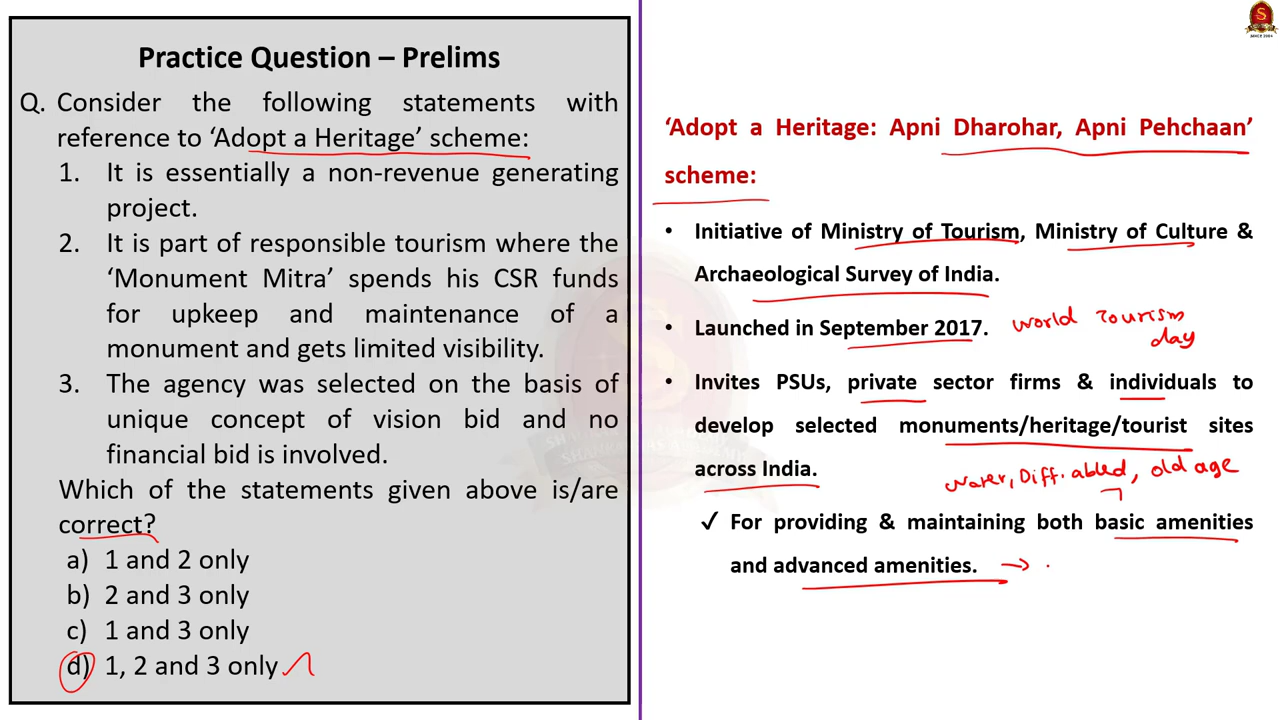 Practice Question – Prelims
Q. Consider the following statements with
reference to ‘Adopt a Heritage’ scheme:
1. It is essentially a non-revenue generating
project.
2. It is part of responsible tourism where the
‘Monument Mitra’ spends his CSR funds
for upkeep and maintenance of a
monument and gets limited visibility.
3. The agency was selected on the basis of
unique concept of vision bid and no
financial bid is involved.
Which of the statements given above is/are
correct?
a) 1 and 2 only
b) 2 and 3 only
c) 1 and 3 only
d) 1, 2 and 3 only
S
SINCE 2004
‘Adopt a Heritage: Apni Dharohar, Apni Pehchaan’
scheme:
• Initiative of Ministry of Tourism, Ministry of Culture &
Archaeological Survey of India.
• Launched in September 2017.
World Tourism
day
• Invites PSUs, private sector firms & individuals to
develop selected monuments/heritage/tourist sites
across India.
Water, Diff. abled, old age
✓ For providing & maintaining both basic amenities
and advanced amenities. →